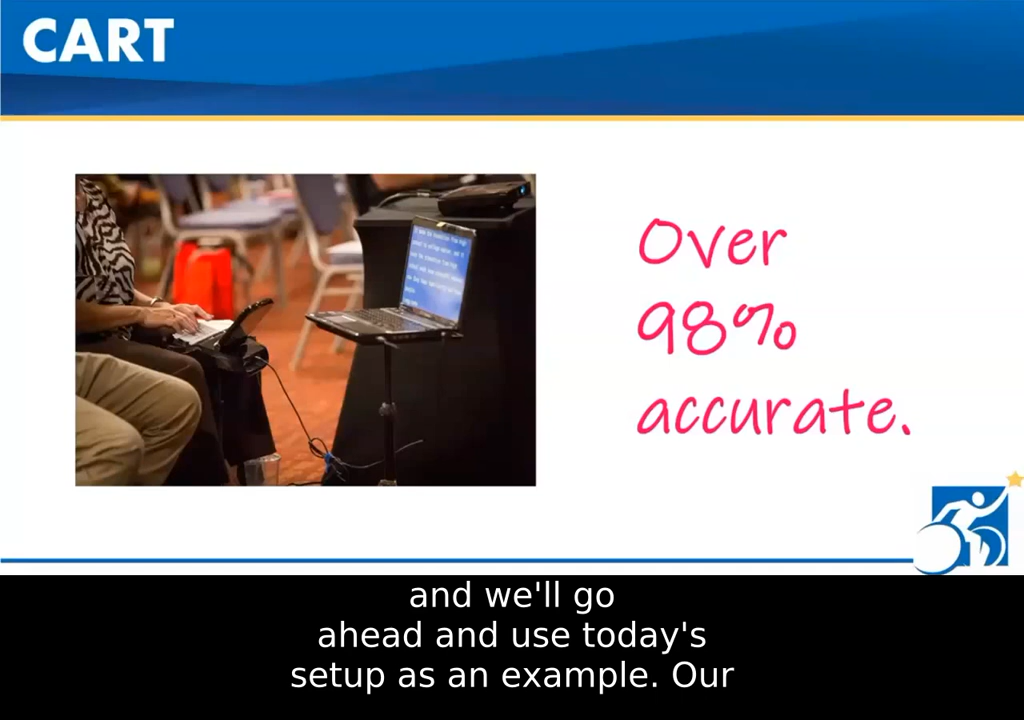 CART
Over
98%
accurate.
and we'll go
ahead and use today's
setup as an example. Our